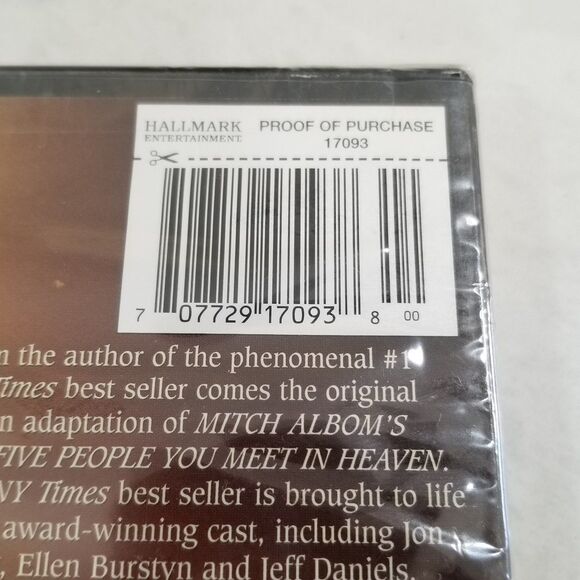 HALLMARK PROOF OF PURCHASE
ENTERTAINMENT 17093
7 07729 17093 8 00
the author of the phenomenal #1
Times best seller comes the original
adaptation of MITCH ALBOM'S
FIVE PEOPLE YOU MEET IN HEAVEN.
NY Times best seller is brought to life
award-winning cast, including Jon
, Ellen Burstyn and Jeff Daniels.